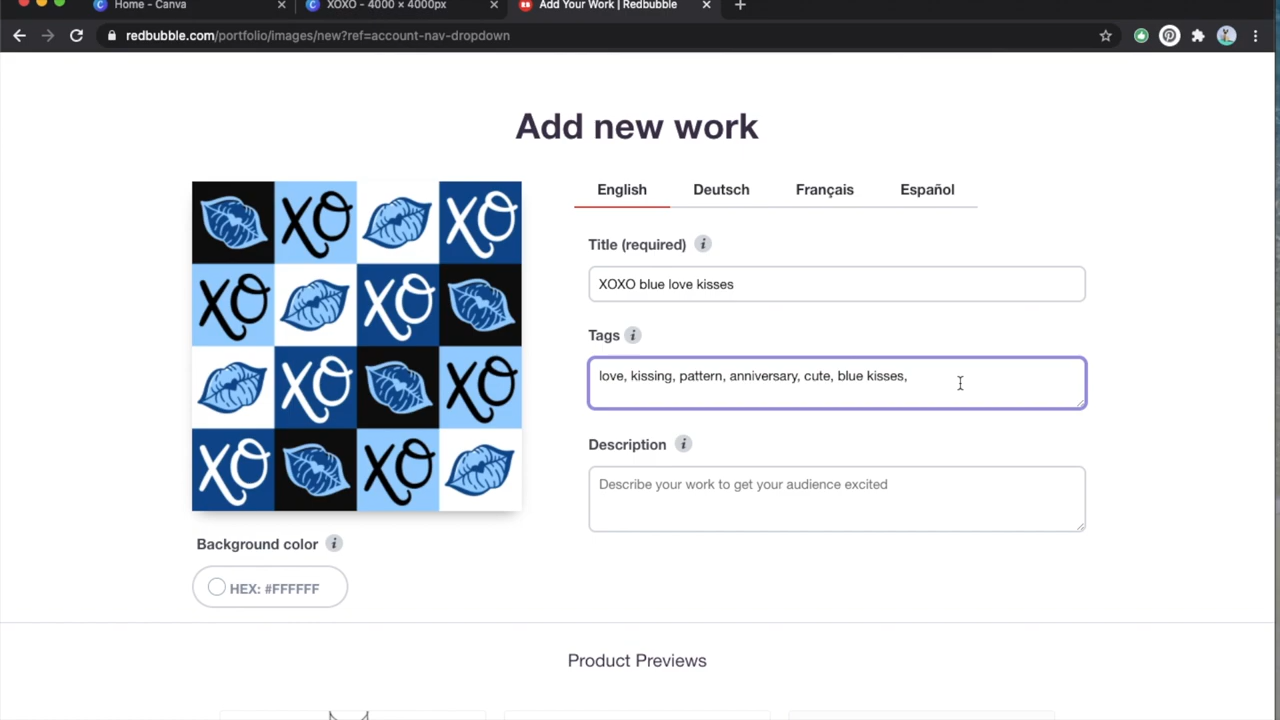 Home - Canva
XOXO - 4000 × 4000px
Add Your Work | Redbubble
redbubble.com/portfolio/images/new?ref=account-nav-dropdown
Add new work
English
Deutsch
Français
Español
Title (required)
XOXO blue love kisses
Tags
love, kissing, pattern, anniversary, cute, blue kisses,
Description
Describe your work to get your audience excited
XO XO
XO XO
XO XO
XO XO
Background color
HEX: #FFFFFF
Product Previews